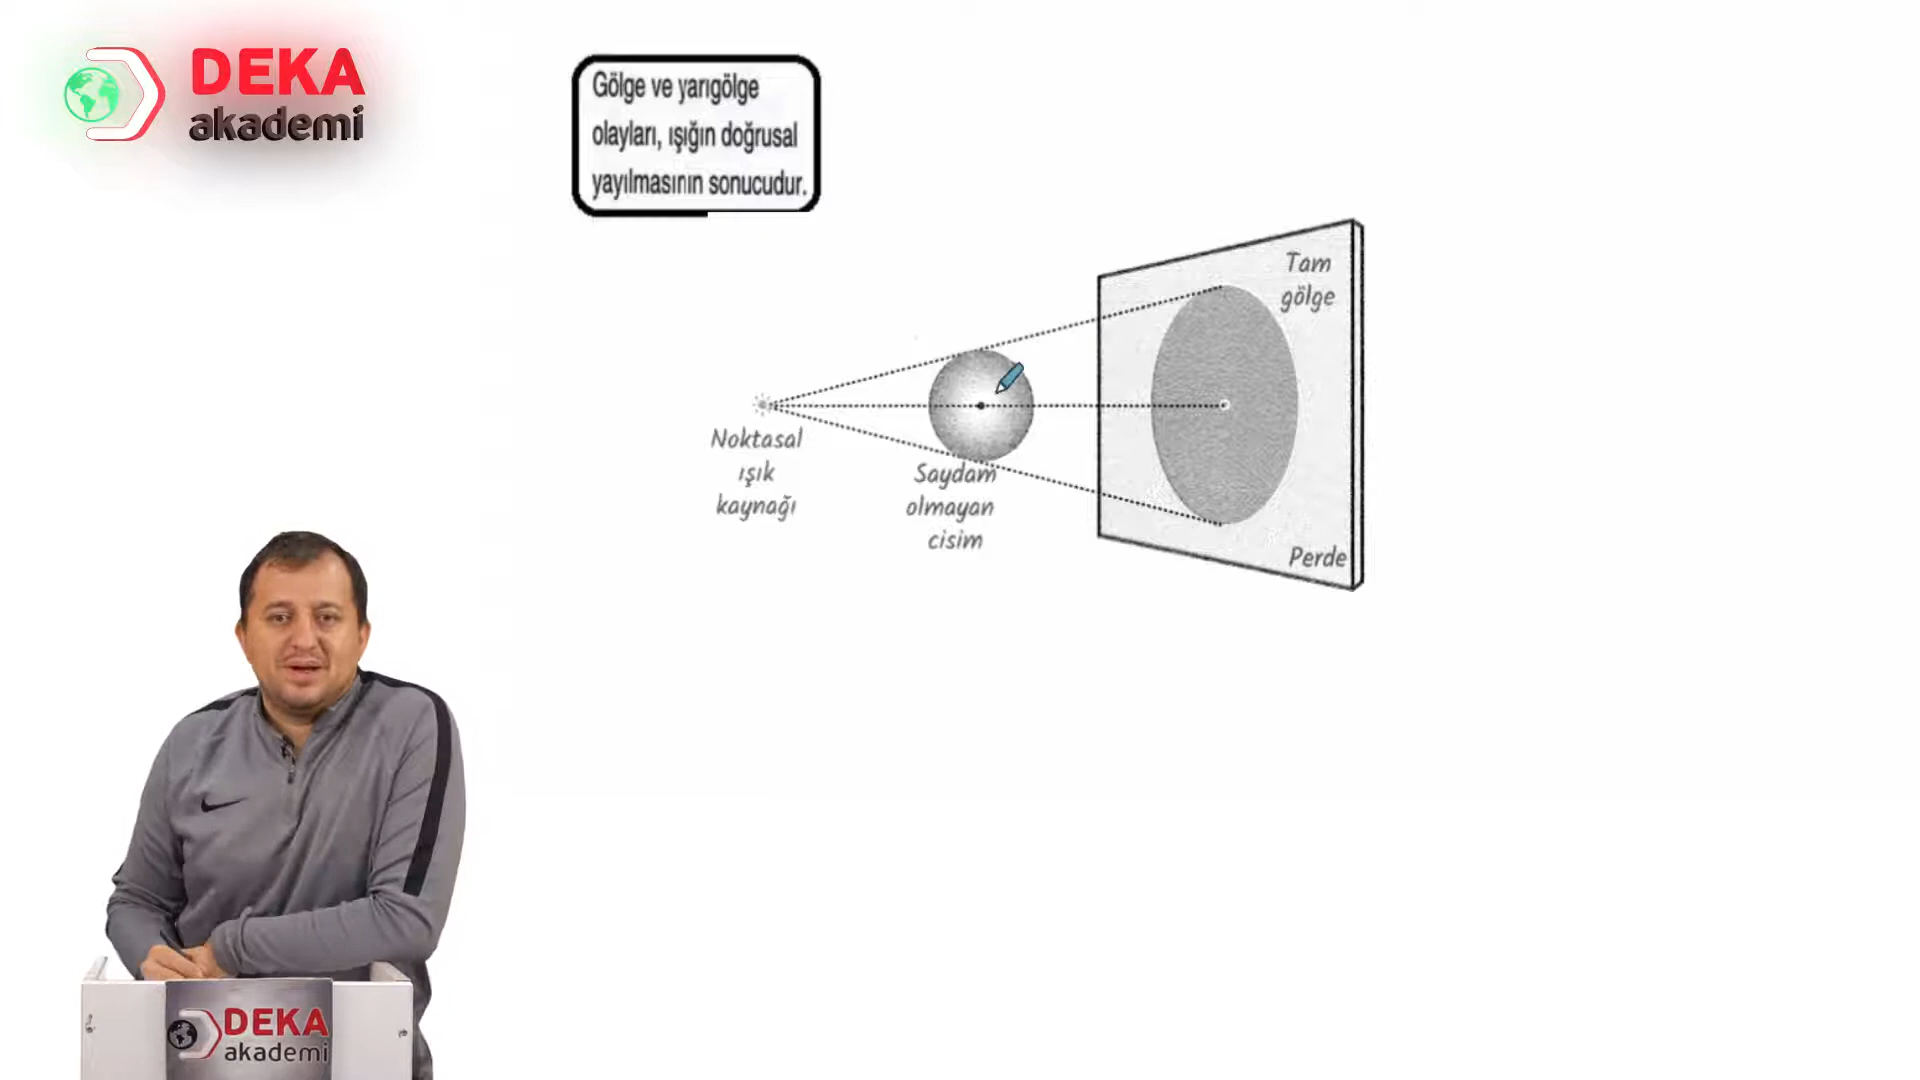 DEKA
akademi
Gölge ve yarıgölge
olayları, ışığın doğrusal
yayılmasının sonucudur.
Tam
gölge
Noktasal
ışık
kaynağı
Saydam
olmayan
cisim
Perde
DEKA
akademi